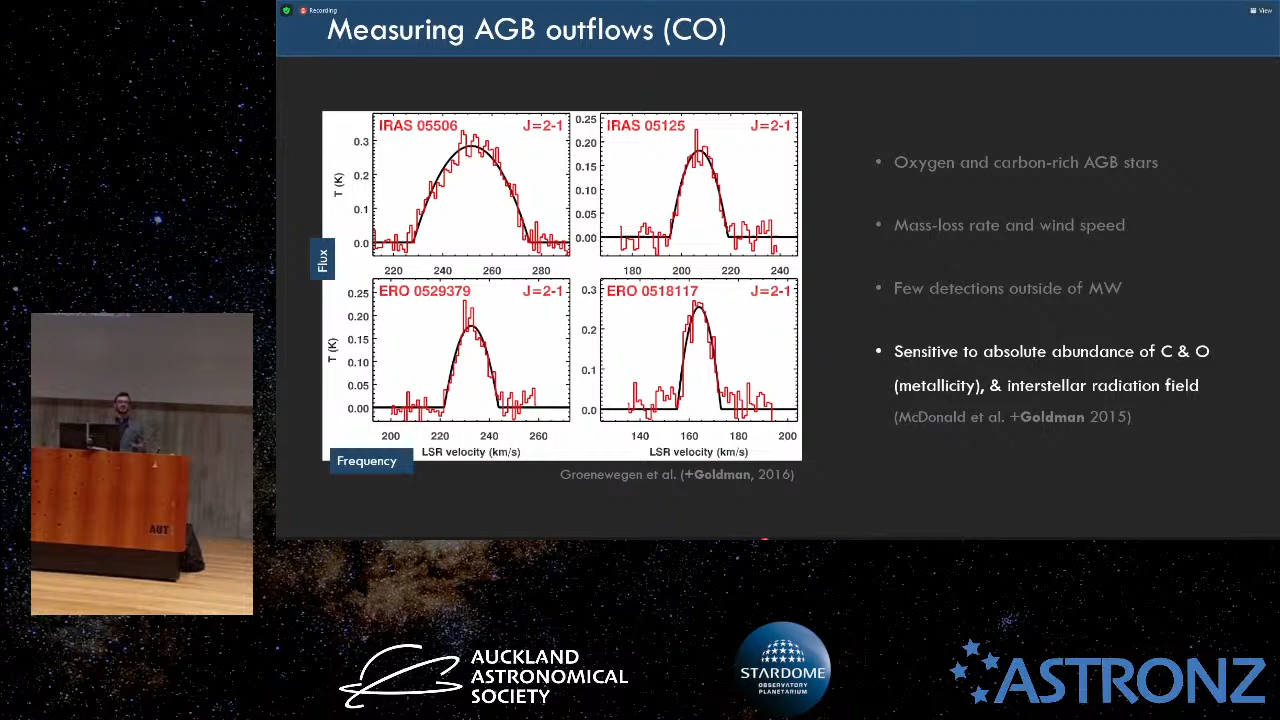 Recording
View
Measuring AGB outflows (CO)
IRAS 05506 J=2-1
IRAS 05125 J=2-1
T (K)
0.3
0.2
0.1
0.0
0.25
0.20
0.15
0.10
0.05
0.00
220 240 260 280
180 200 220 240
Flux
ERO 0529379 J=2-1
ERO 0518117 J=2-1
T (K)
0.25
0.20
0.15
0.10
0.05
0.00
0.3
0.2
0.1
0.0
200 220 240 260
140 160 180 200
LSR velocity (km/s)
LSR velocity (km/s)
Frequency
Groenewegen et al. (+Goldman, 2016)
• Oxygen and carbon-rich AGB stars
• Mass-loss rate and wind speed
• Few detections outside of MW
• Sensitive to absolute abundance of C & O
(metallicity), & interstellar radiation field
(McDonald et al. +Goldman 2015)
AUT
AUCKLAND
ASTRONOMICAL
SOCIETY
STARDOME
OBSERVATORY
PLANETARIUM
ASTRONZ